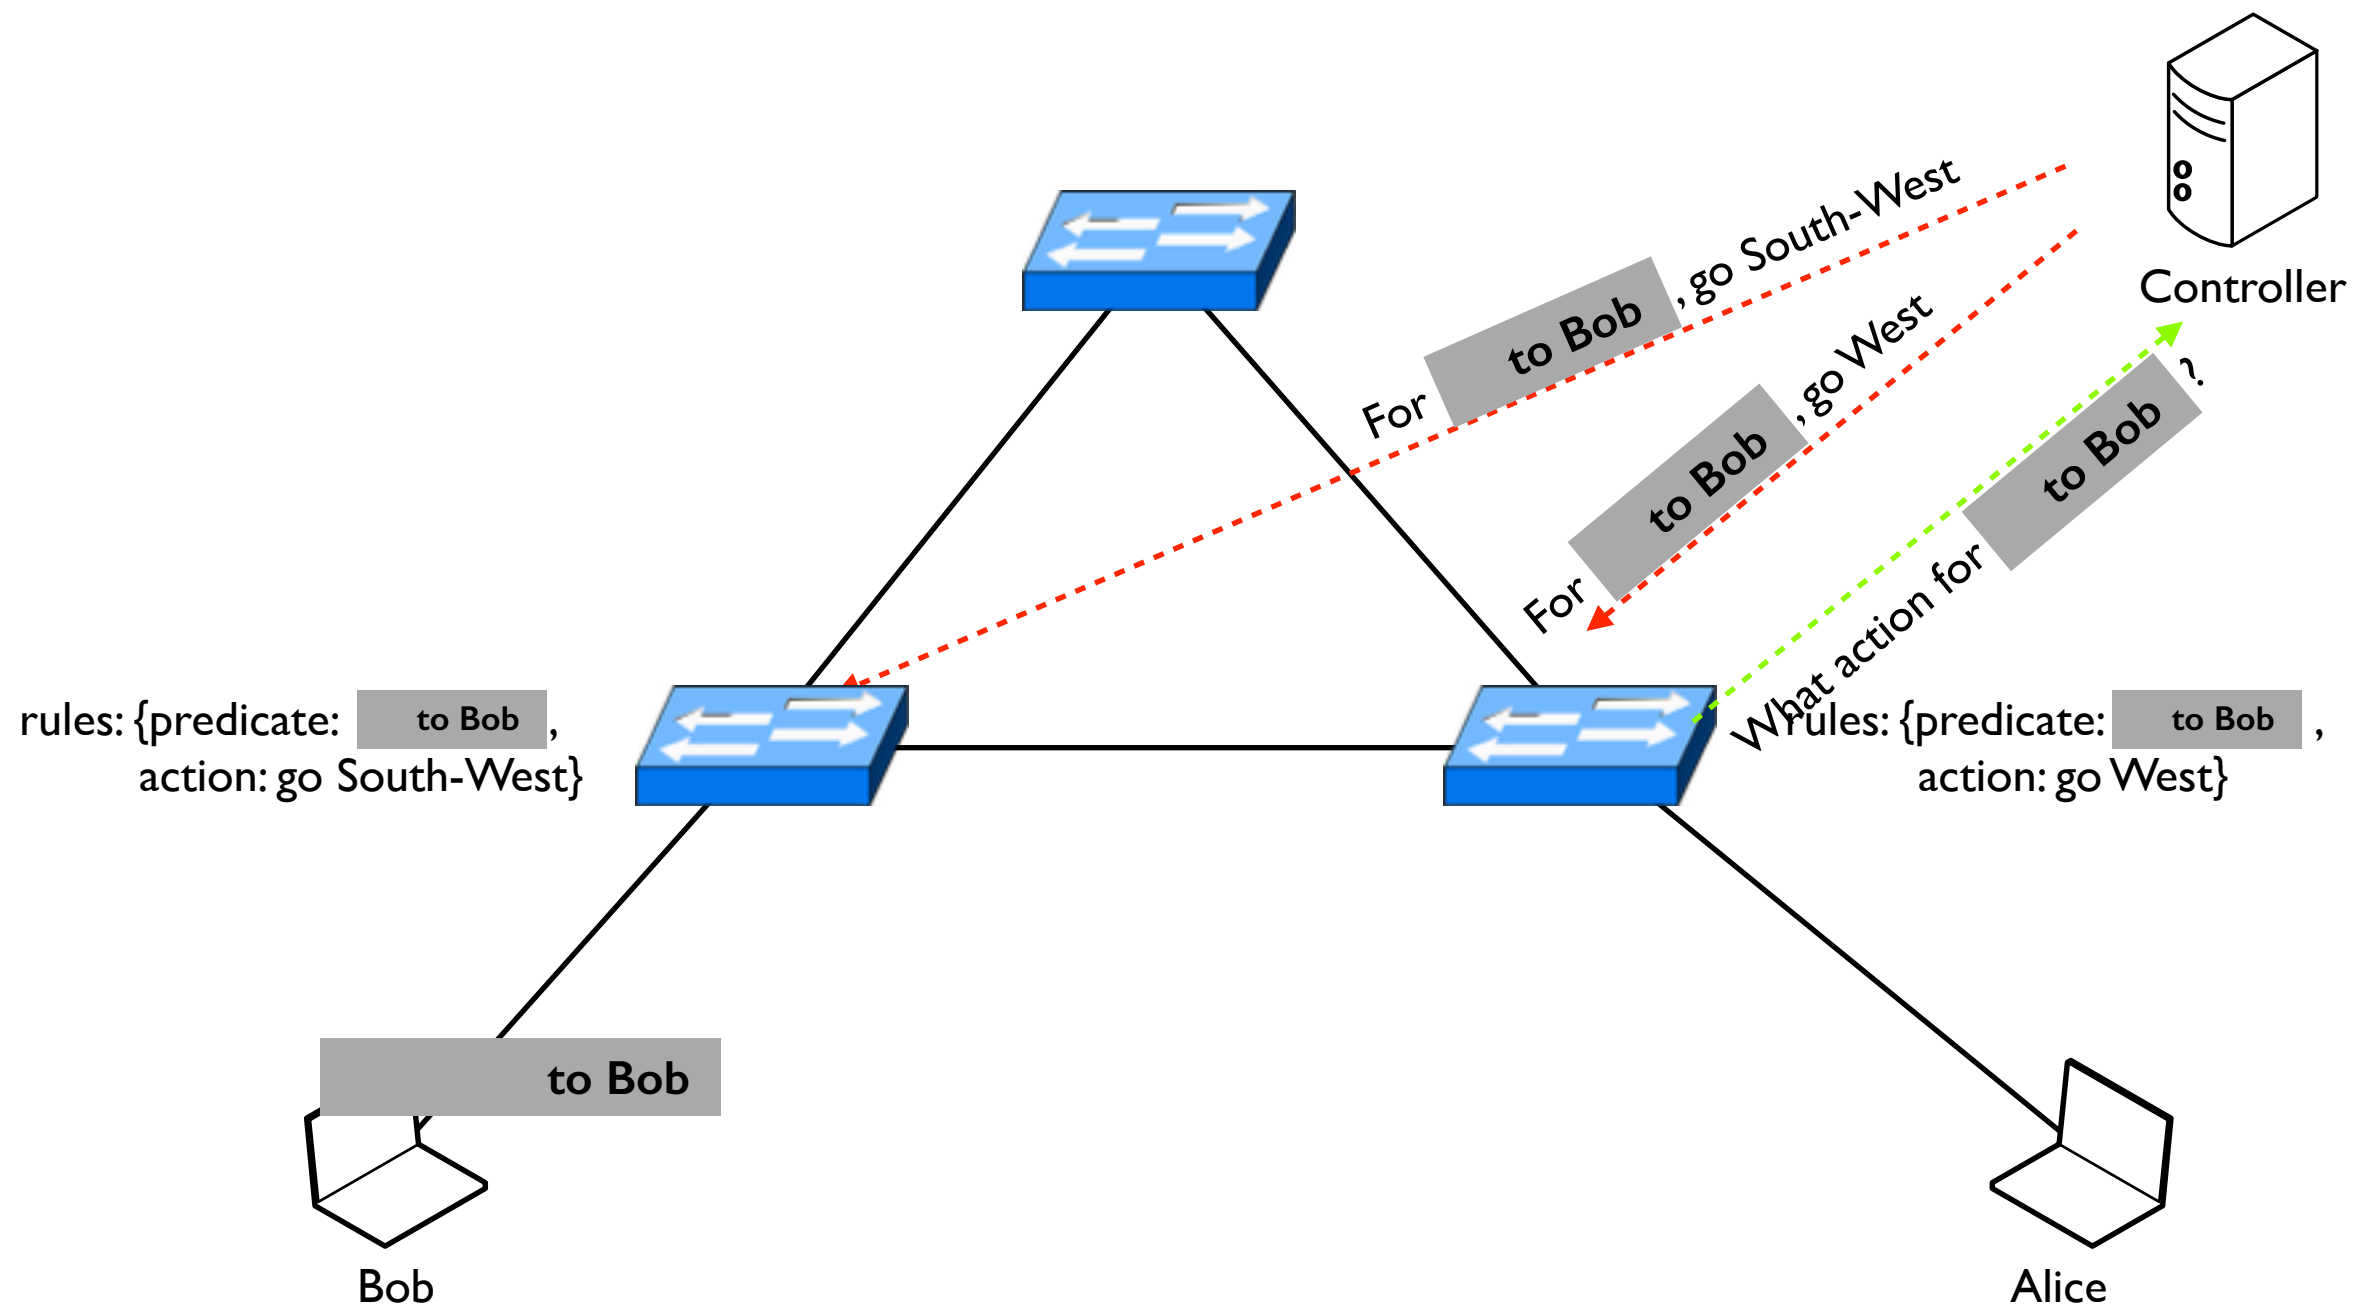 Controller
For to Bob , go South-West
For to Bob , go West
What action for to Bob ?
rules: {predicate: to Bob ,
action: go South-West}
rules: {predicate: to Bob ,
action: go West}
to Bob
Bob
Alice